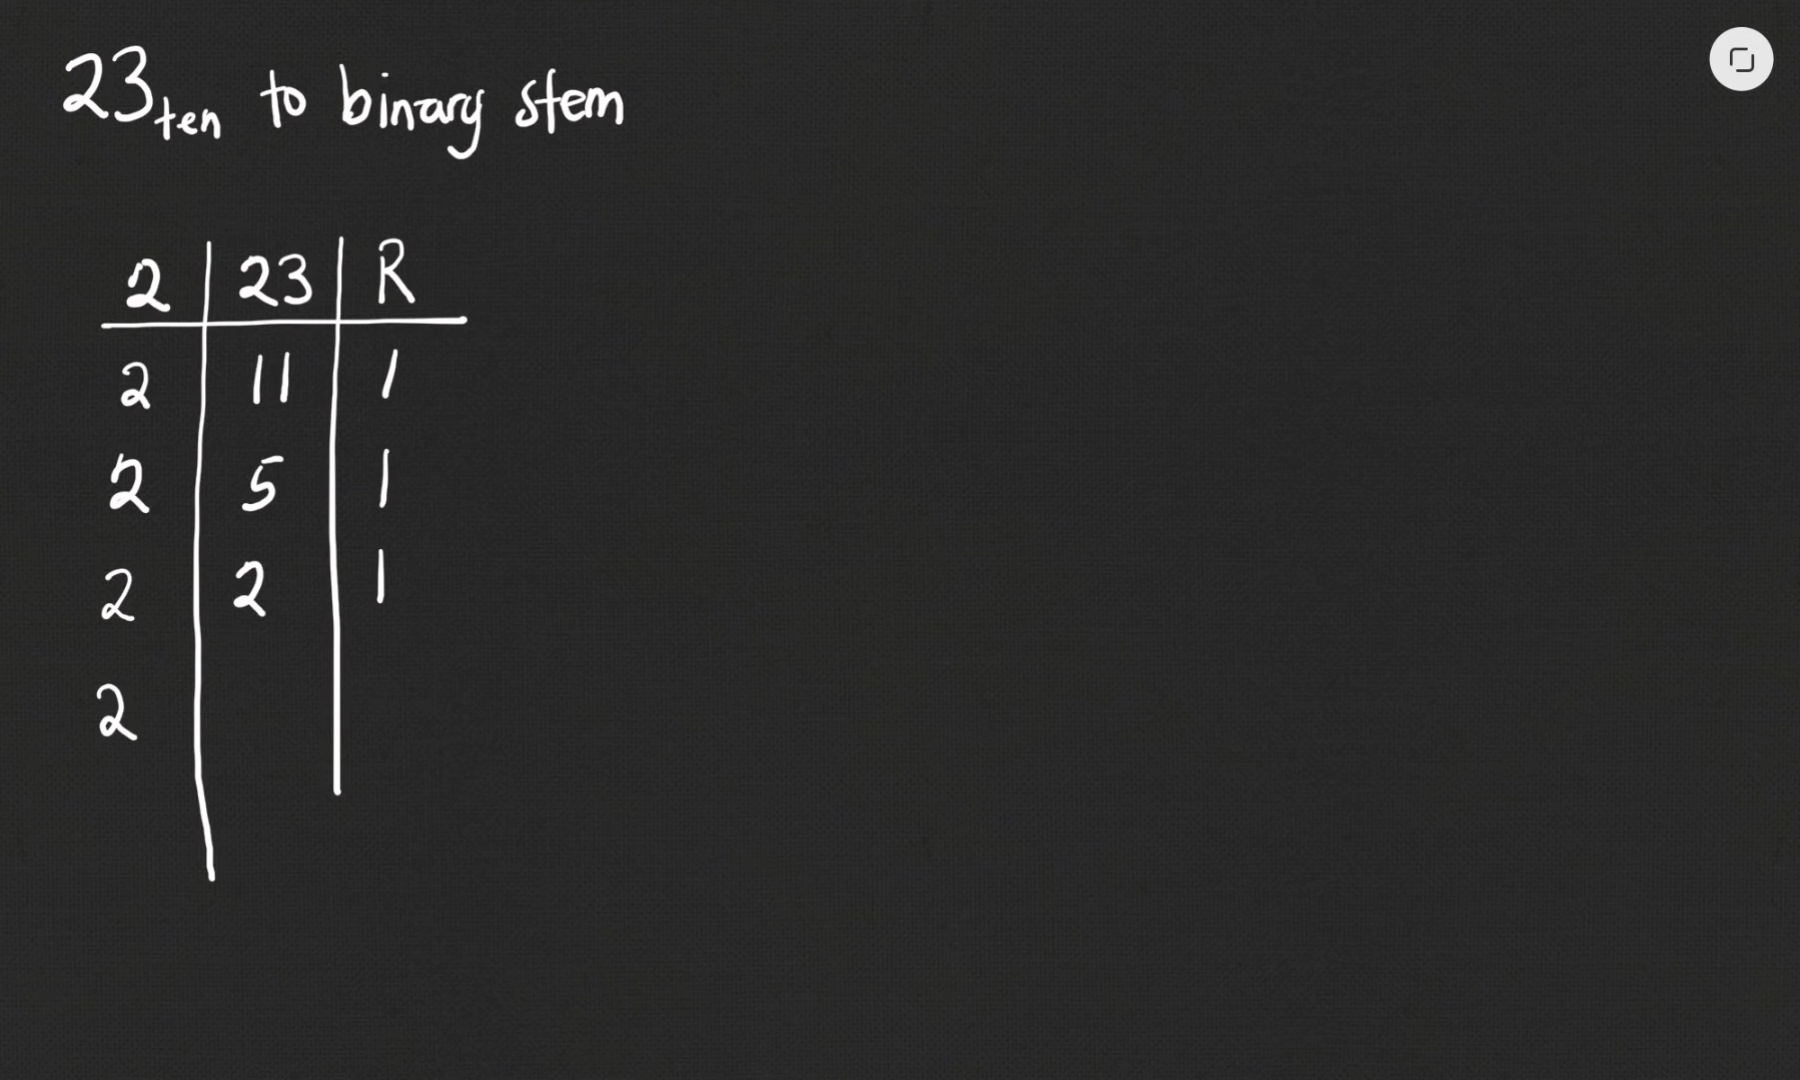 23ten to binary stem
2 23 R
2 11 1
2 5 1
2 2 1
2